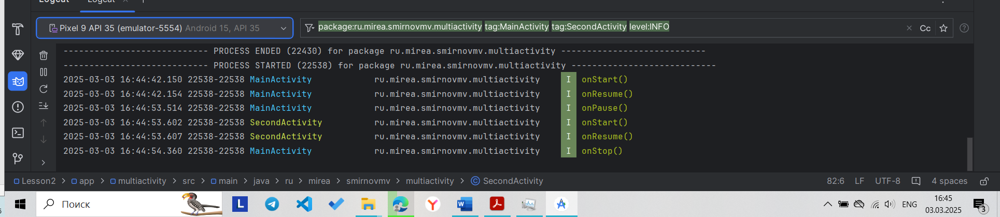 Logcat Logcat
Pixel 9 API 35 (emulator-5554) Android 15, API 35 package:ru.mirea.smirnovmv.multiactivity tag:MainActivity tag:SecondActivity level:INFO Cc
---------------------------- PROCESS ENDED (22430) for package ru.mirea.smirnovmv.multiactivity ----------------------------
---------------------------- PROCESS STARTED (22538) for package ru.mirea.smirnovmv.multiactivity ----------------------------
2025-03-03 16:44:42.150 22538-22538 MainActivity ru.mirea.smirnovmv.multiactivity I onStart()
2025-03-03 16:44:42.154 22538-22538 MainActivity ru.mirea.smirnovmv.multiactivity I onResume()
2025-03-03 16:44:53.514 22538-22538 MainActivity ru.mirea.smirnovmv.multiactivity I onPause()
2025-03-03 16:44:53.602 22538-22538 SecondActivity ru.mirea.smirnovmv.multiactivity I onStart()
2025-03-03 16:44:53.607 22538-22538 SecondActivity ru.mirea.smirnovmv.multiactivity I onResume()
2025-03-03 16:44:54.360 22538-22538 MainActivity ru.mirea.smirnovmv.multiactivity I onStop()
Lesson2 > app > multiactivity > src > main > java > ru > mirea > smirnovmv > multiactivity > SecondActivity 82:6 LF UTF-8 4 spaces
Поиск ENG 16:45
03.03.2025 3